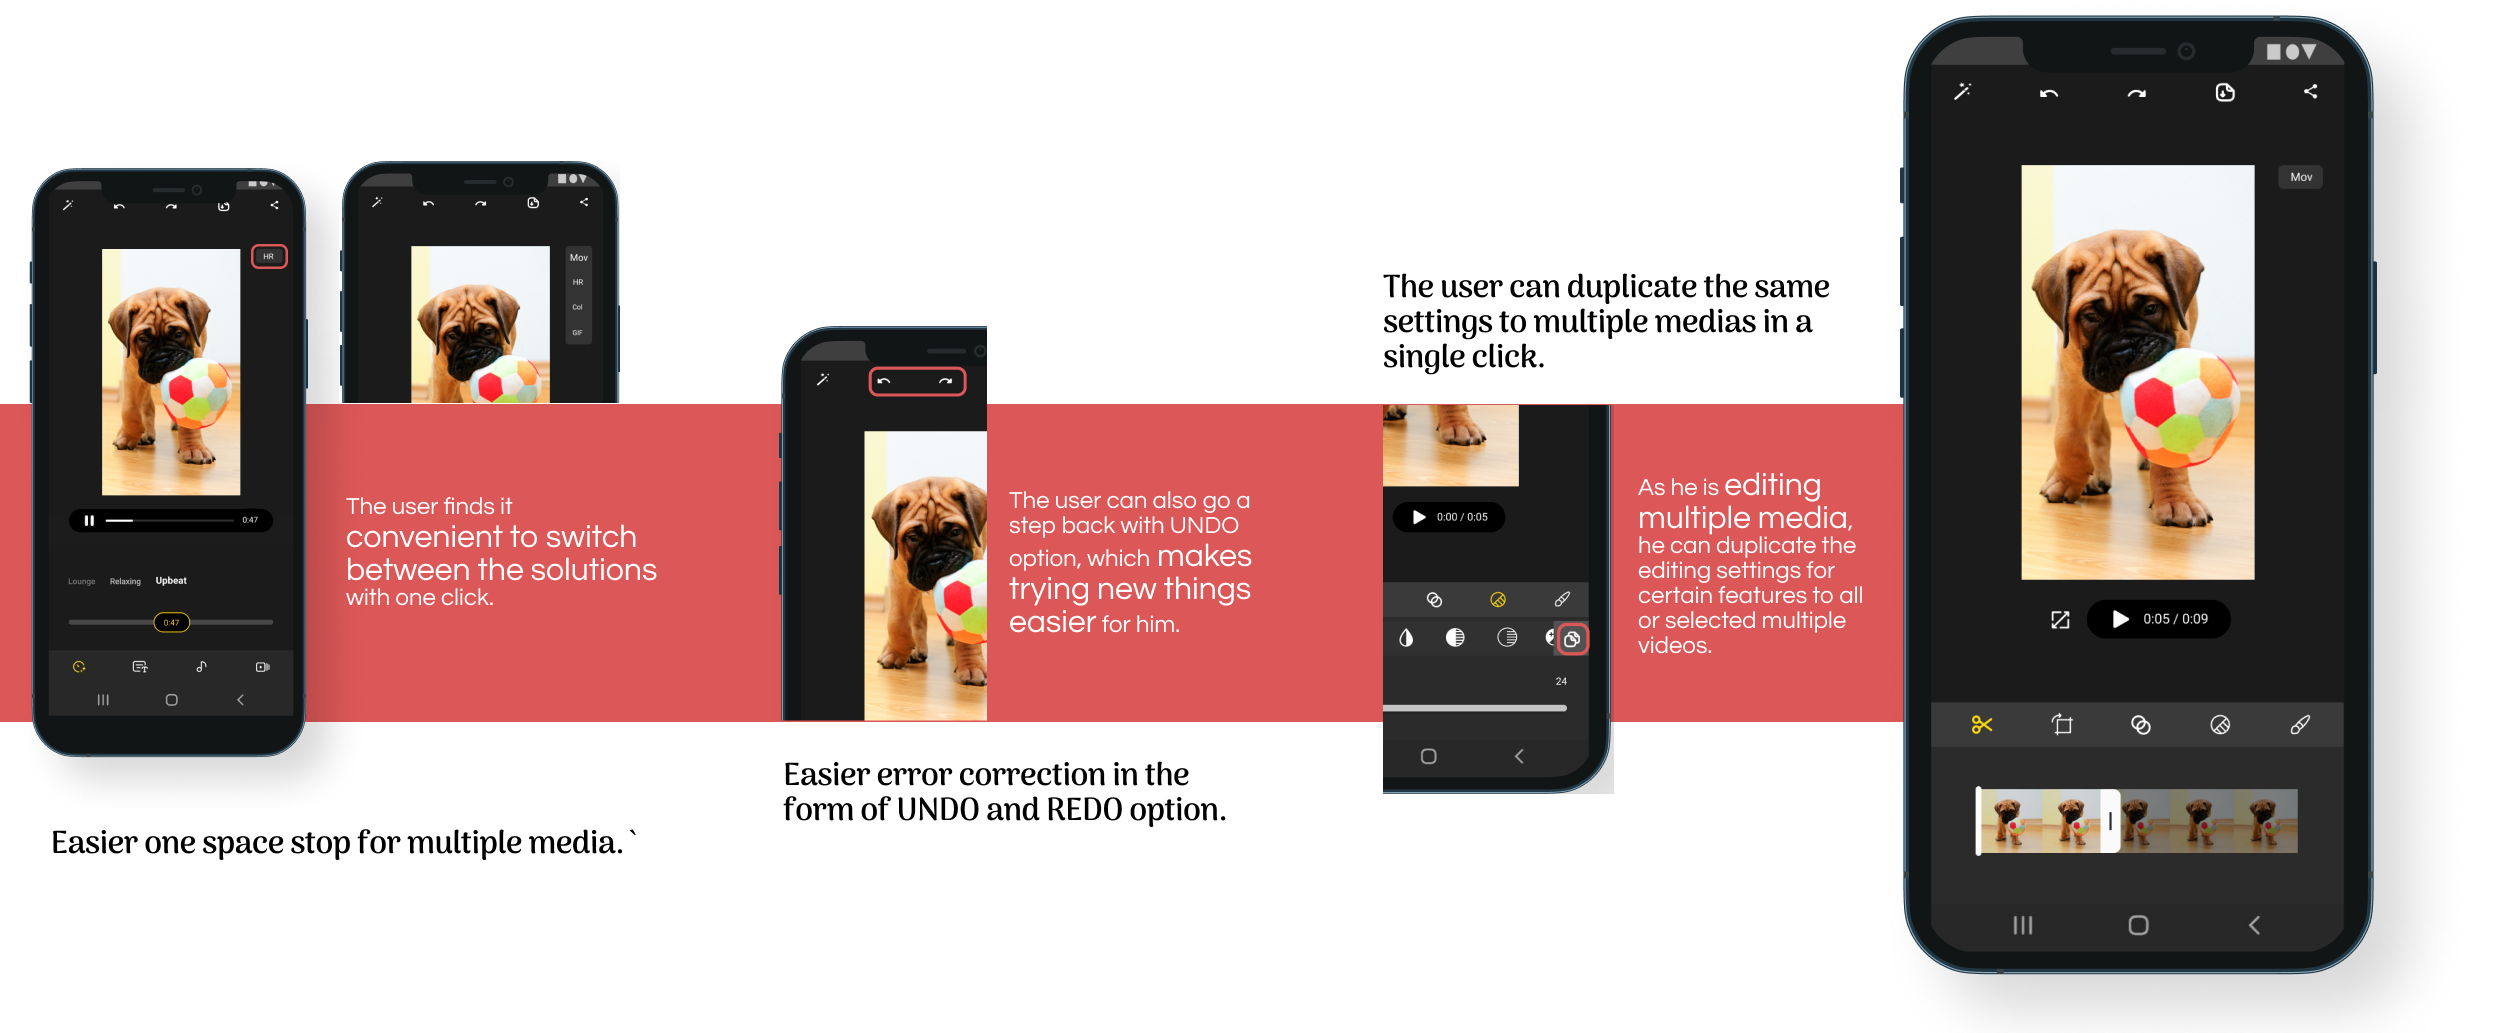 HR
0:47
Lounge Relaxing Upbeat
0:47
Mov
HR
Col
GIF
The user finds it
convenient to switch
between the solutions
with one click.
Easier one space stop for multiple media. `
The user can also go a
step back with UNDO
option, which makes
trying new things
easier for him.
Easier error correction in the
form of UNDO and REDO option.
The user can duplicate the same
settings to multiple medias in a
single click.
0:00 / 0:05
24
As he is editing
multiple media,
he can duplicate the
editing settings for
certain features to all
or selected multiple
videos.
Mov
0:05 / 0:09